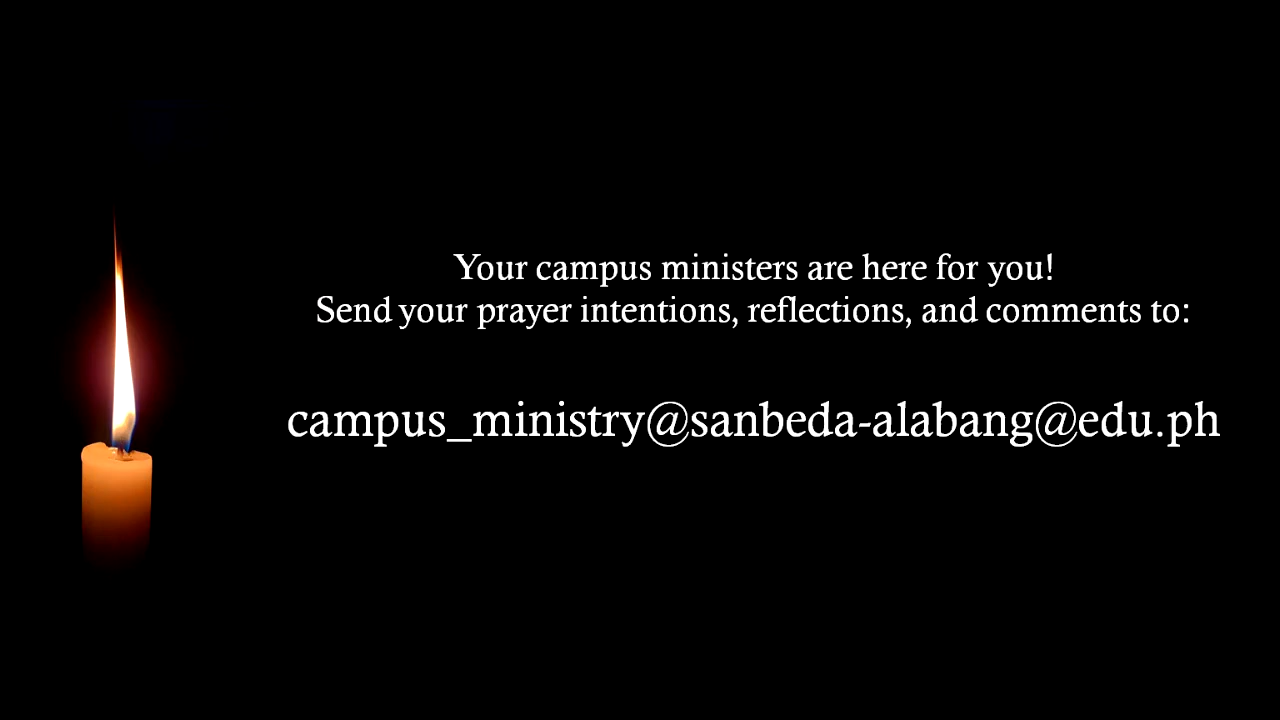 Your campus ministers are here for you!
Send your prayer intentions, reflections, and comments to:
campus_ministry@sanbeda-alabang@edu.ph